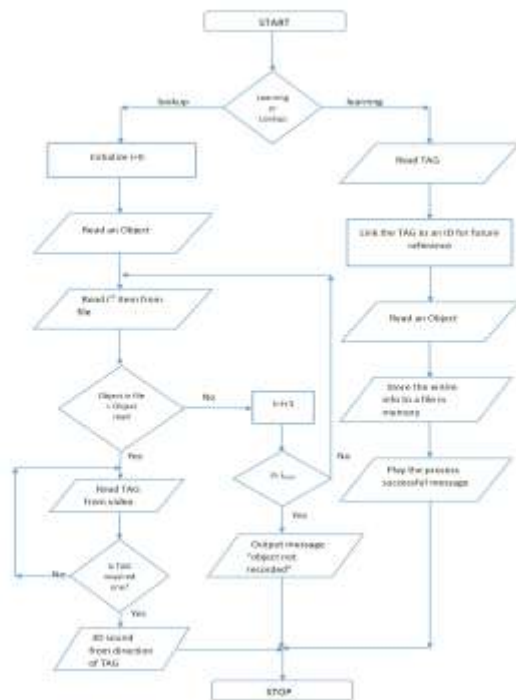 START
Learning
or
Lookup
lookup
learning
Initialize i=0
Read TAG
Read an Object
Link the TAG to an ID for future
reference
Read iᵗʰ item from
file
Read an Object
Object in file
= Object
read
No
i=i+1
Store the entire
info to a file in
memory
Yes
No
Read TAG
from video
Play the process
successful message
Yes
Is TAG
required
one?
No
Output message
"object not
recorded"
Yes
3D sound
from direction
of TAG
STOP